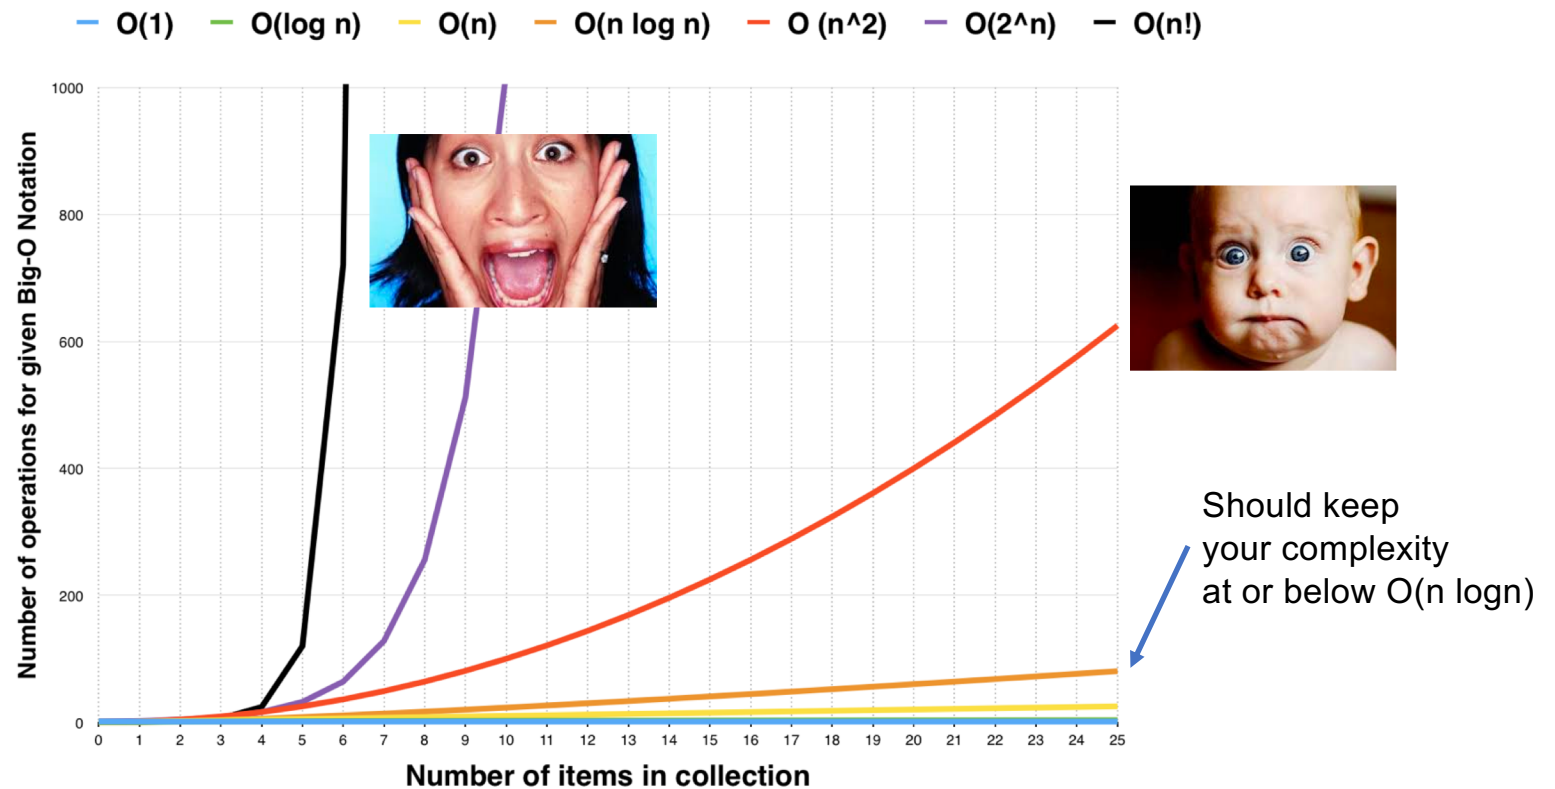 O(1) O(log n) O(n) O(n log n) O (n^2) O(2^n) O(n!)
Number of operations for given Big-O Notation
1000
800
600
400
200
0
0 1 2 3 4 5 6 7 8 9 10 11 12 13 14 15 16 17 18 19 20 21 22 23 24 25
Number of items in collection
Should keep
your complexity
at or below O(n logn)